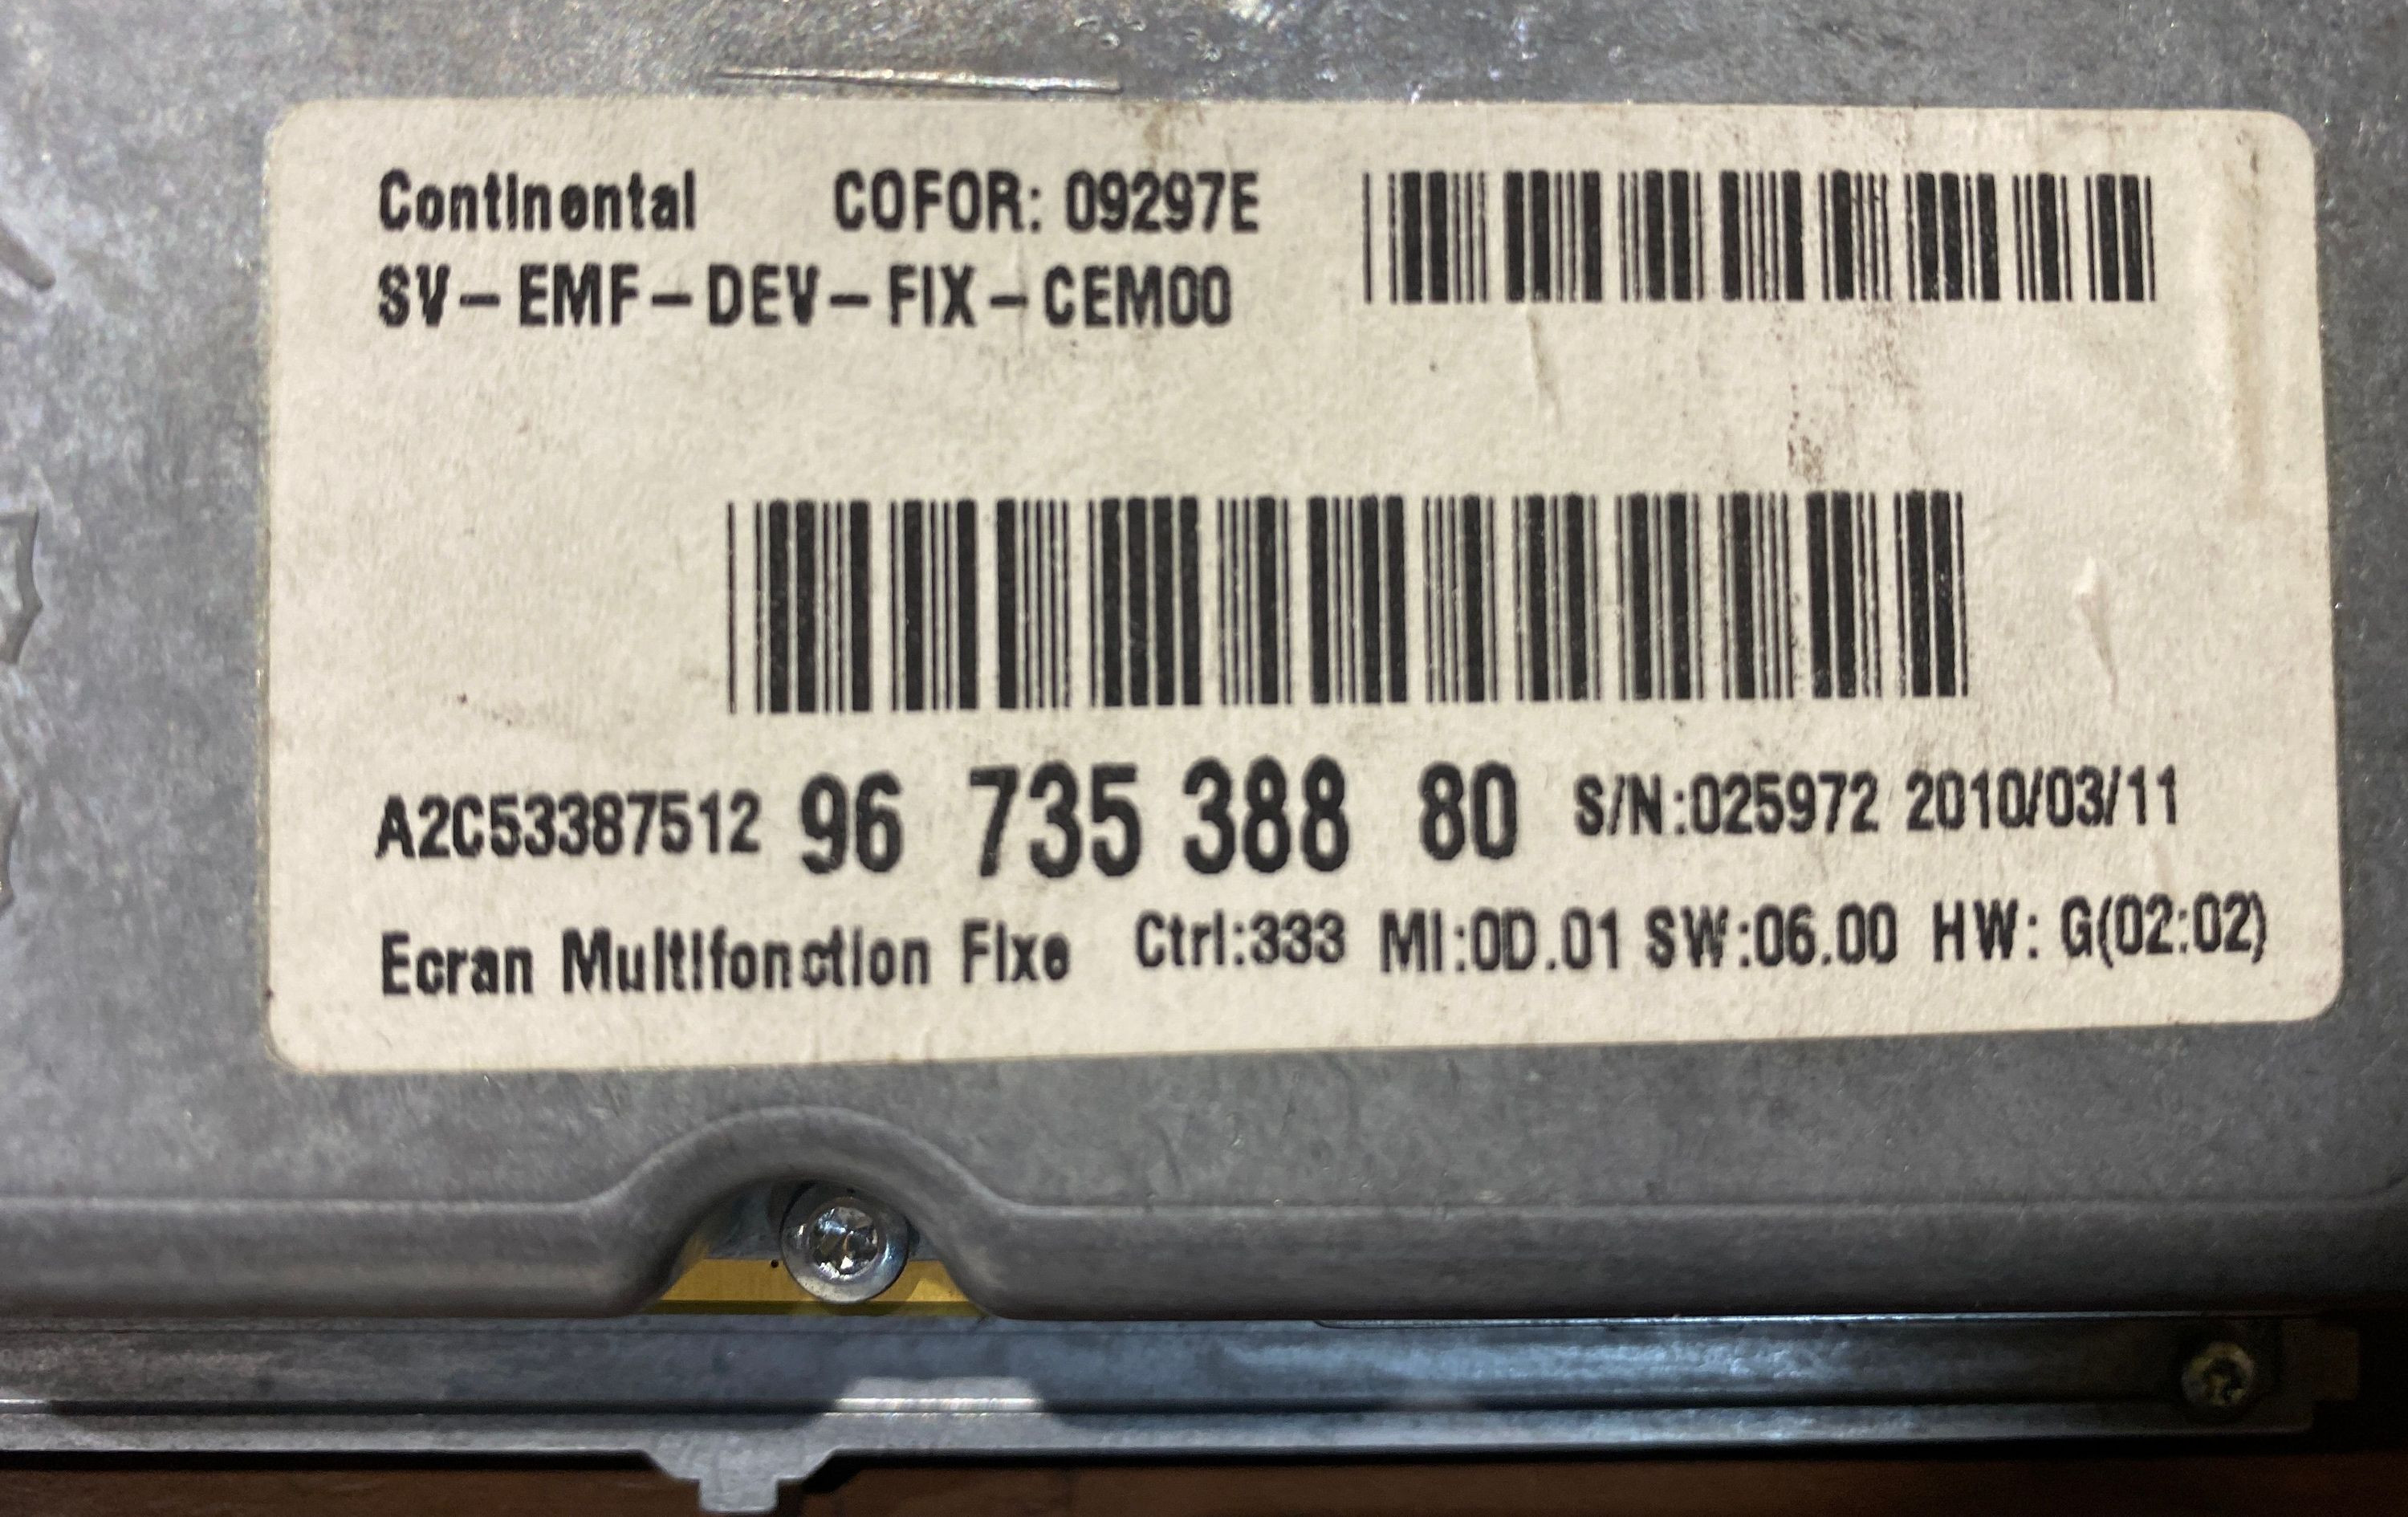 Continental COFOR: 09297E
SV-EMF-DEV-FIX-CEM00
A2C53387512 96 735 388 80 S/N:025972 2010/03/11
Ecran Multifonction Fixe Ctrl:333 MI:0D.01 SW:06.00 HW: G(02:02)